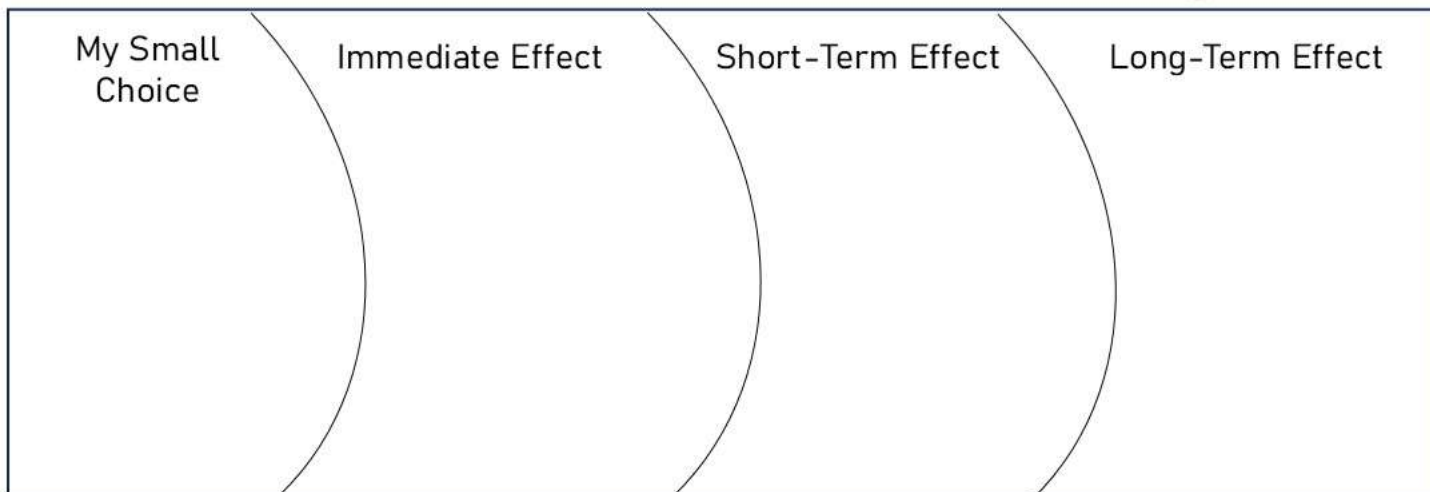 My Small
Choice
Immediate Effect
Short-Term Effect
Long-Term Effect